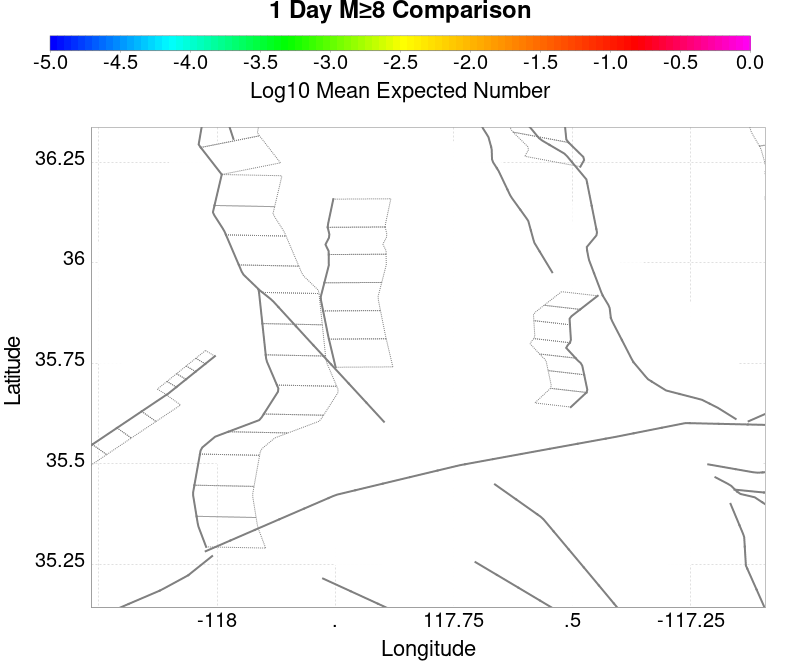 1 Day M≥8 Comparison
-5.0 -4.5 -4.0 -3.5 -3.0 -2.5 -2.0 -1.5 -1.0 -0.5 0.0
Log10 Mean Expected Number
36.25
36
35.75
35.5
35.25
Latitude
-118 . 117.75 .5 -117.25
Longitude